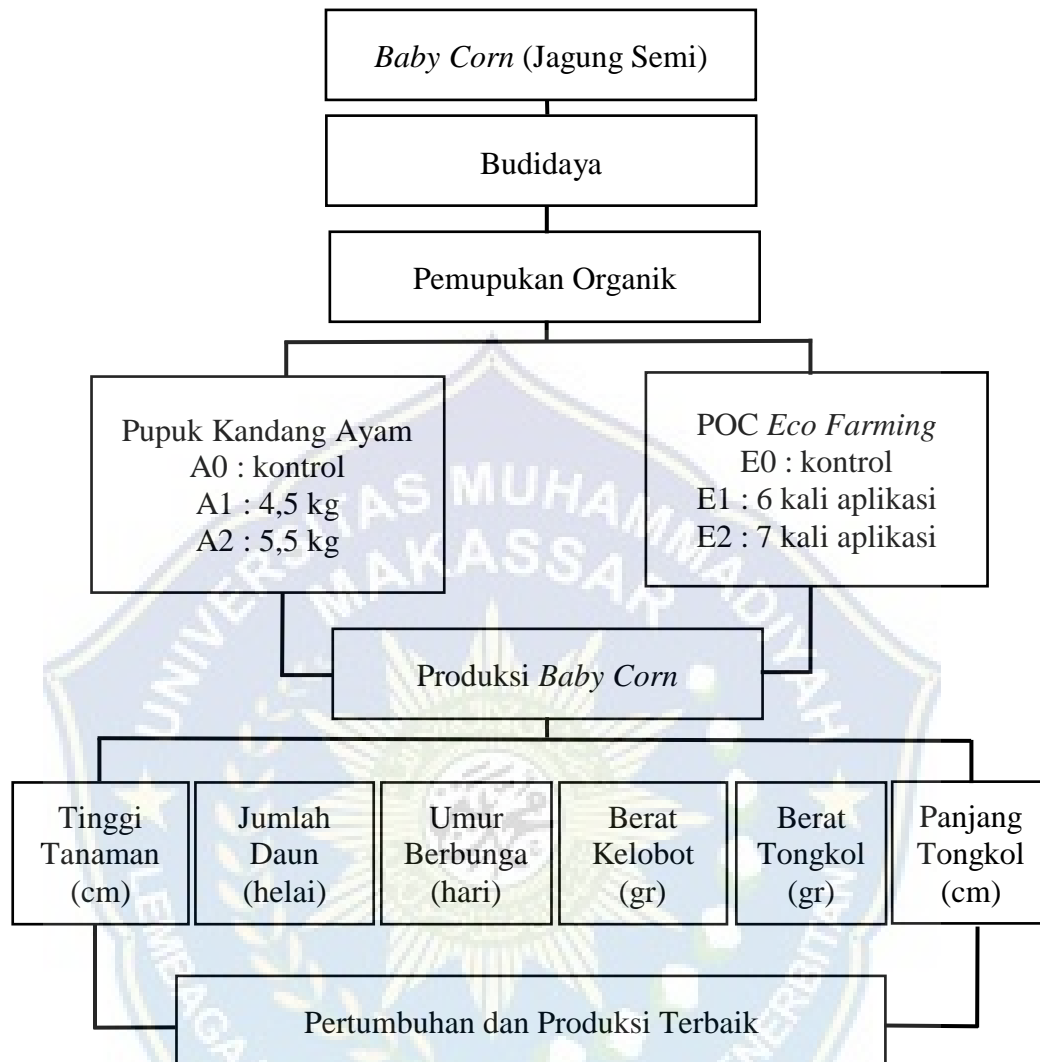 Baby Corn (Jagung Semi)
Budidaya
Pemupukan Organik
Pupuk Kandang Ayam
A0 : kontrol
A1 : 4,5 kg
A2 : 5,5 kg
POC Eco Farming
E0 : kontrol
E1 : 6 kali aplikasi
E2 : 7 kali aplikasi
UNIVERSITAS MUHAMMADIYAH
MAKASSAR
Produksi Baby Corn
Tinggi
Tanaman
(cm)
Jumlah
Daun
(helai)
Umur
Berbunga
(hari)
Berat
Kelobot
(gr)
Berat
Tongkol
(gr)
Panjang
Tongkol
(cm)
Pertumbuhan dan Produksi Terbaik